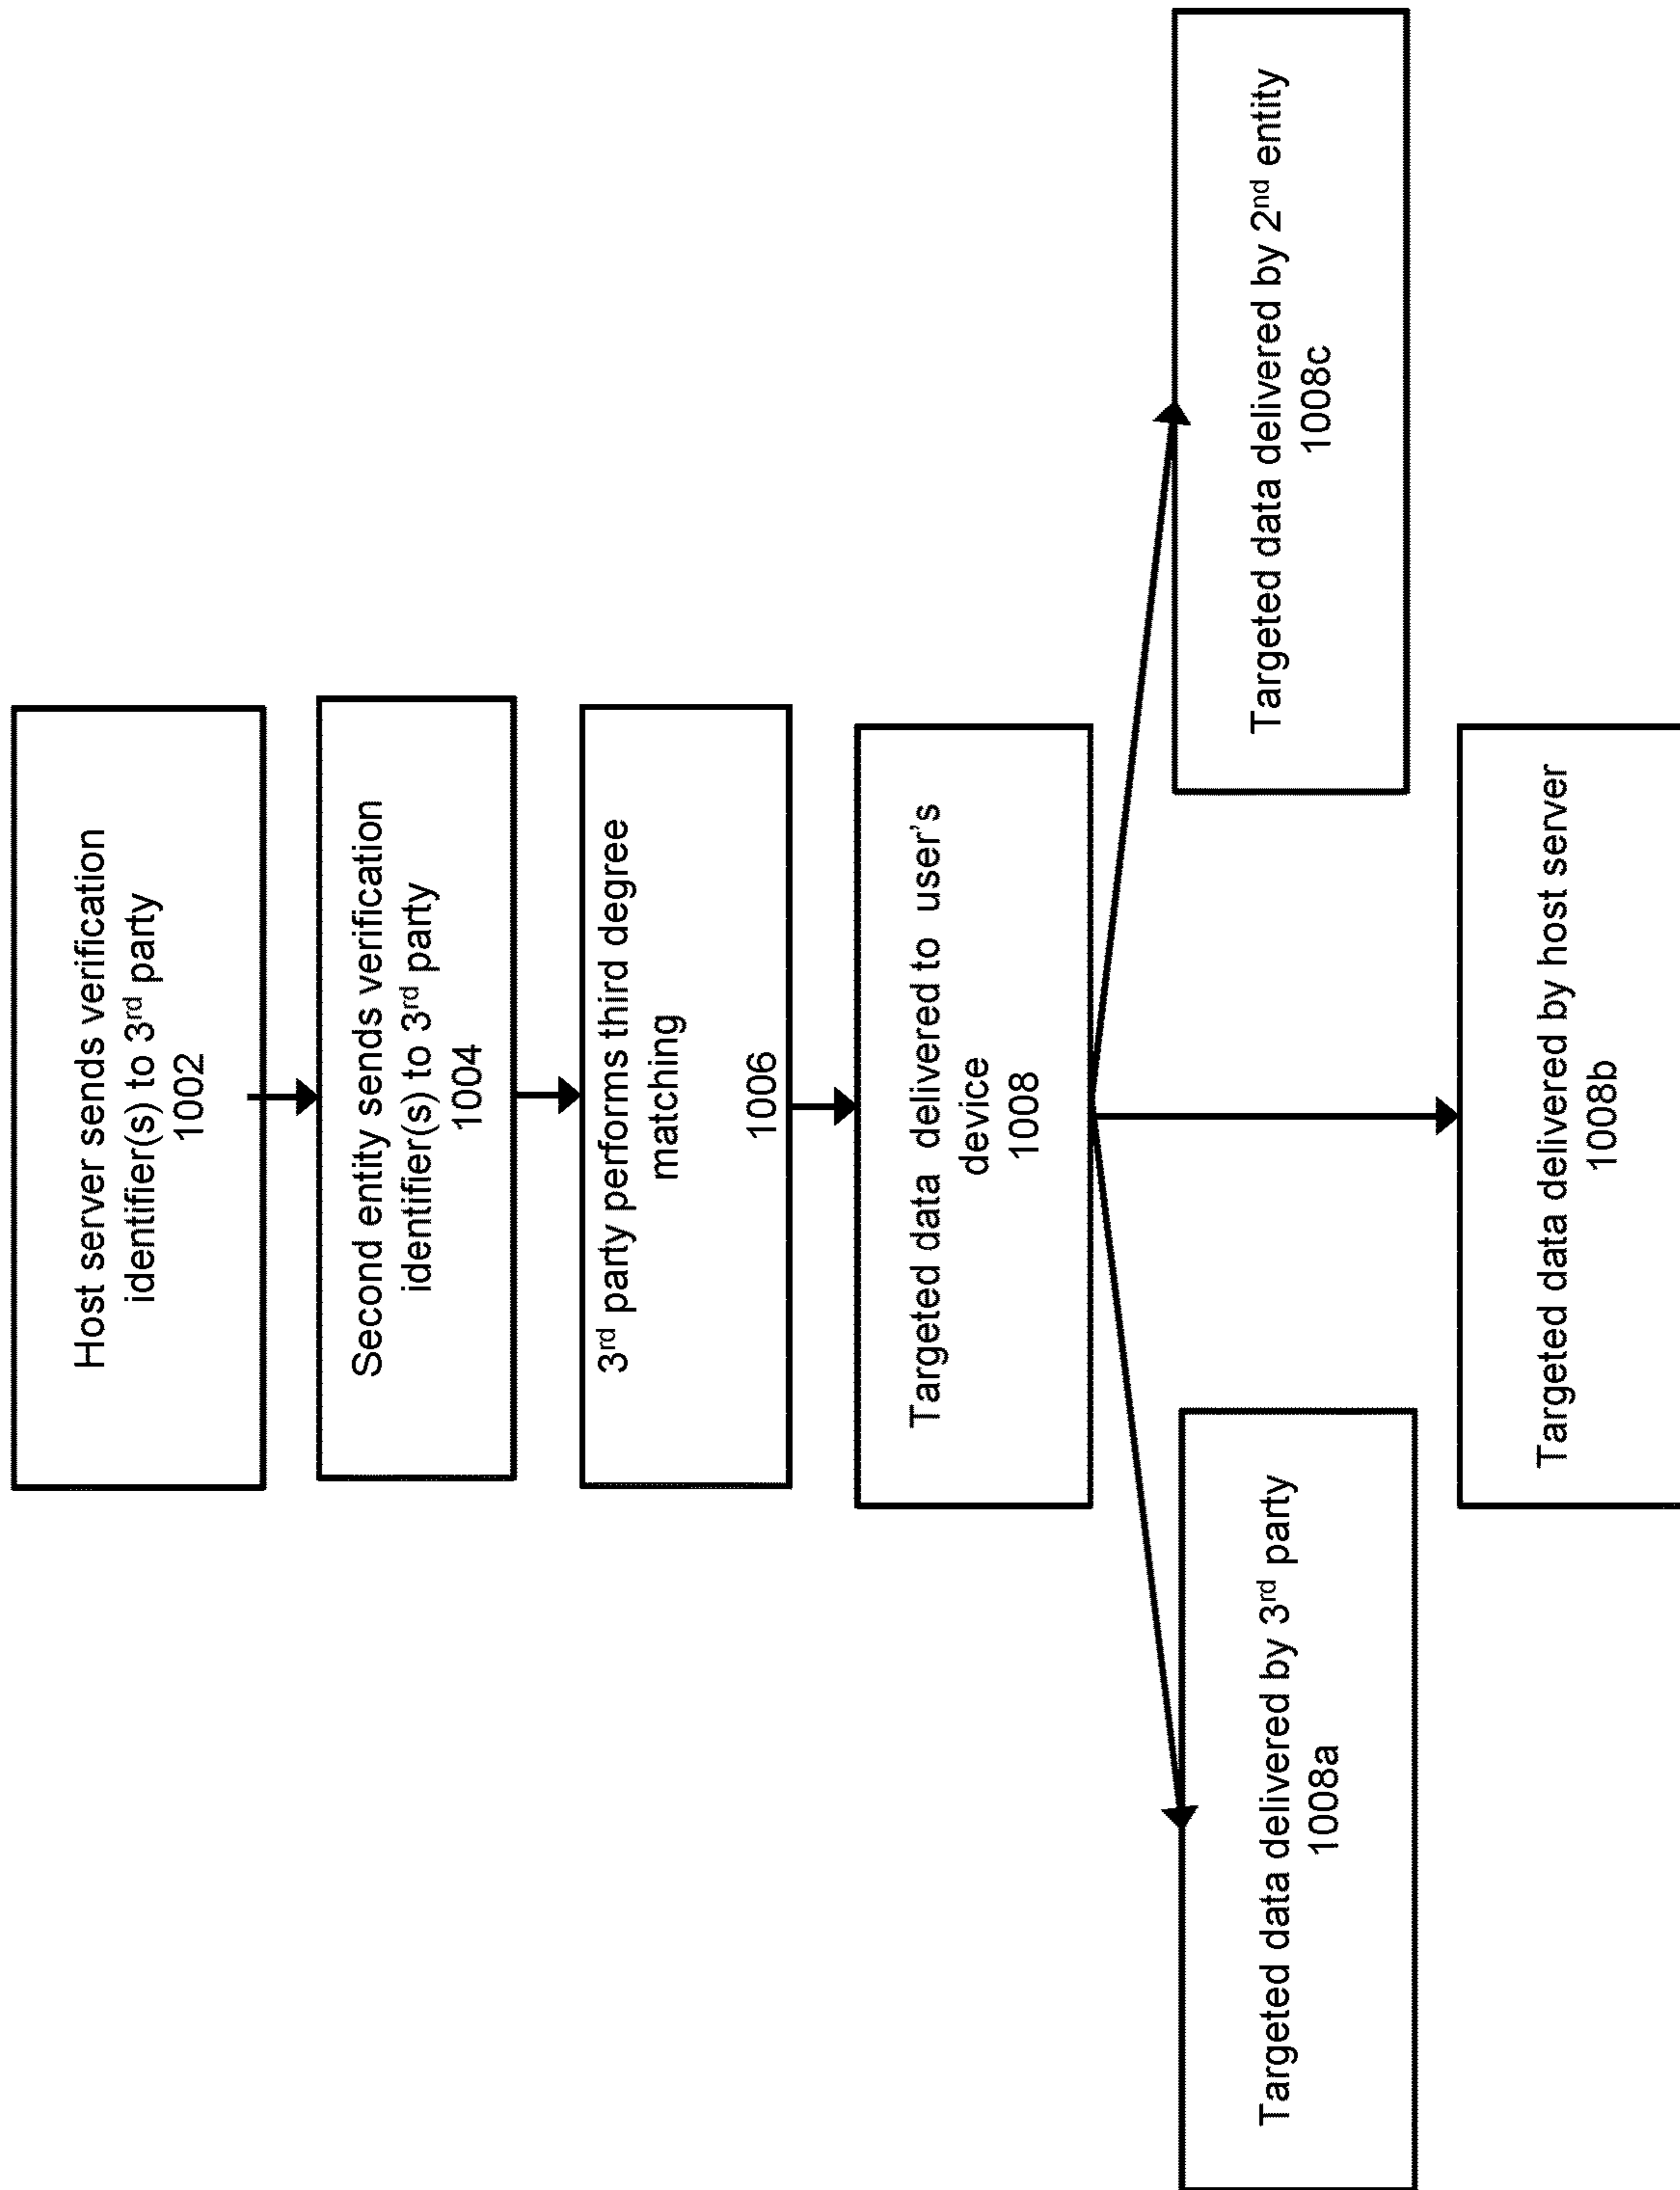 Host server sends verification
identifier(s) to 3rd party
1002
Second entity sends verification
identifier(s) to 3rd party
1004
3rd party performs third degree
matching
1006
Targeted data delivered to user's
device
1008
Targeted data delivered by 3rd party
1008a
Targeted data delivered by host server
1008b
Targeted data delivered by 2nd entity
1008c